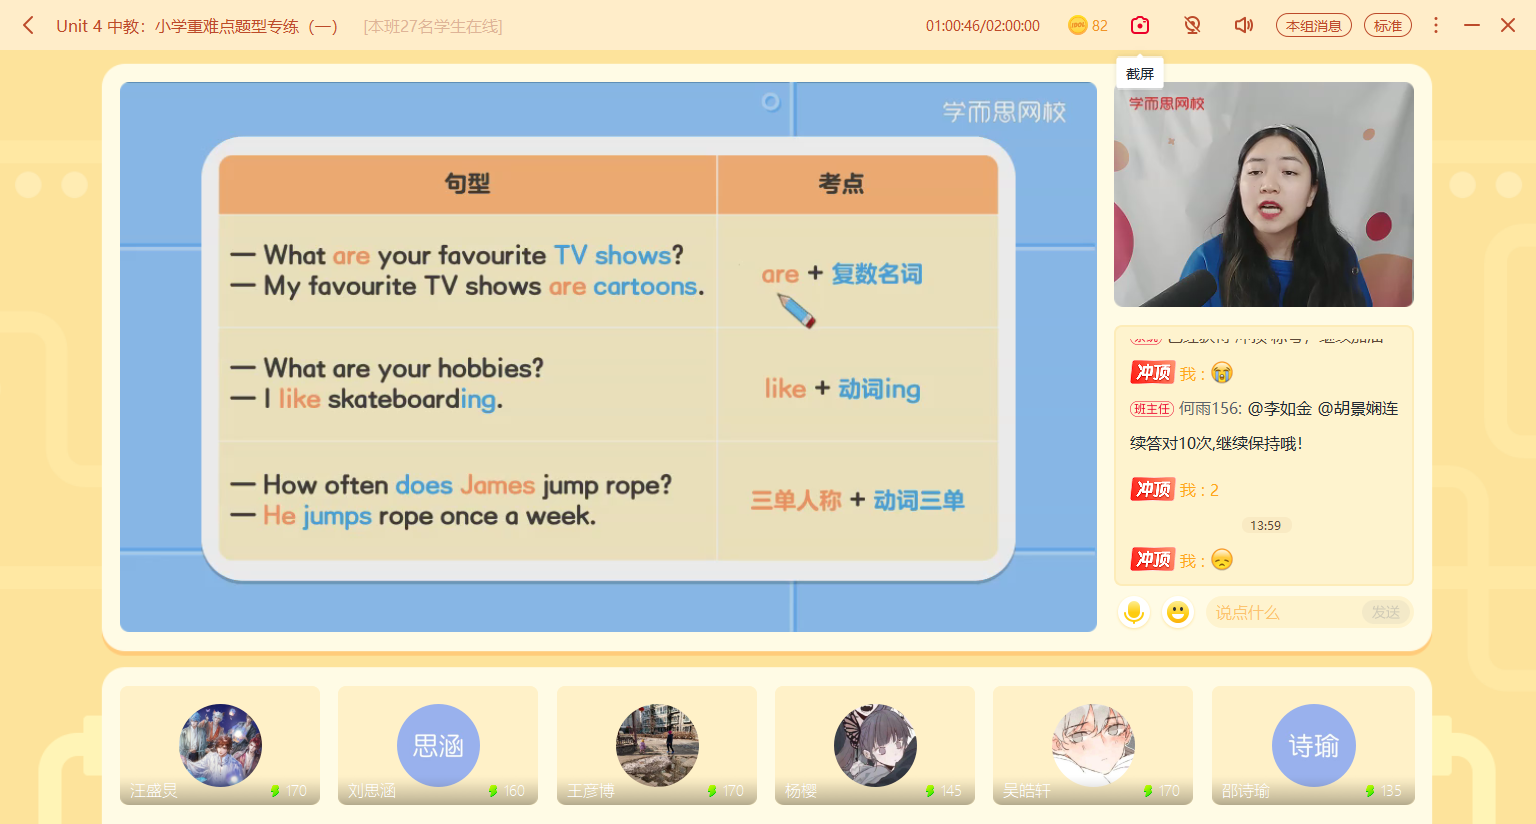 Unit 4 中教：小学重难点题型专练（一） [本班27名学生在线] 01:00:46/02:00:00 82 本组消息 标准
截屏
学而思网校
学而思网校
句型 考点
— What are your favourite TV shows?
— My favourite TV shows are cartoons.
are + 复数名词
— What are your hobbies?
— I like skateboarding.
like + 动词ing
— How often does James jump rope?
— He jumps rope once a week.
三单人称 + 动词三单
冲顶 我 :
班主任 何雨156: @李如金 @胡景娴连
续答对10次,继续保持哦!
冲顶 我 : 2
13:59
冲顶 我 :
说点什么 发送
思涵 诗瑜
汪盛炅 170 刘思涵 160 王彦博 170 杨樱 145 吴皓轩 170 邵诗瑜 135